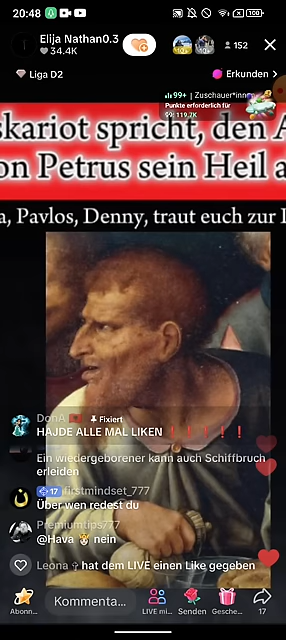 20:48
100
Elija Nathan0.3
34.4K
152
Liga D2
Erkunden >
99+ | Zuschauer*innen
Punkte erforderlich für
99: 119.7K
skariot spricht, den A
on Petrus sein Heil a
a, Pavlos, Denny, traut euch zur
DonA Fixiert
HAJDE ALLE MAL LIKEN ❗❗❗❗❗
Ein wiedergeborener kann auch Schiffbruch
erleiden
17 firstmindset_777
Über wen redest du
Premiumtips777
@Hava nein
Leona ✞ hat dem LIVE einen Like gegeben
Kommenta...
Abonn...
LIVE mi...
Senden
Gesche...
17